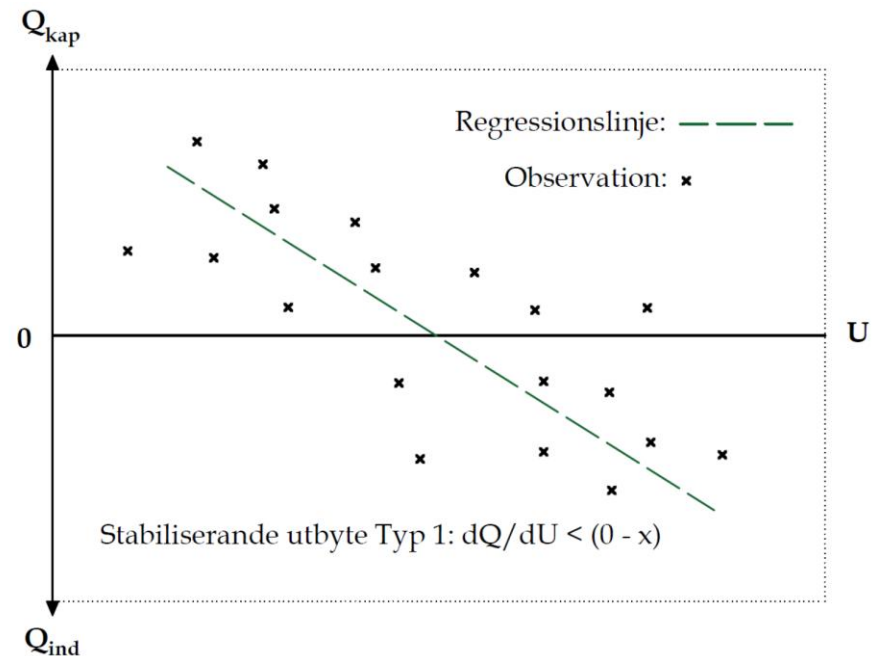 Qkap
Regressionslinje:
Observation:
0
U
Stabiliserande utbyte Typ 1: dQ/dU < (0 - x)
Qind